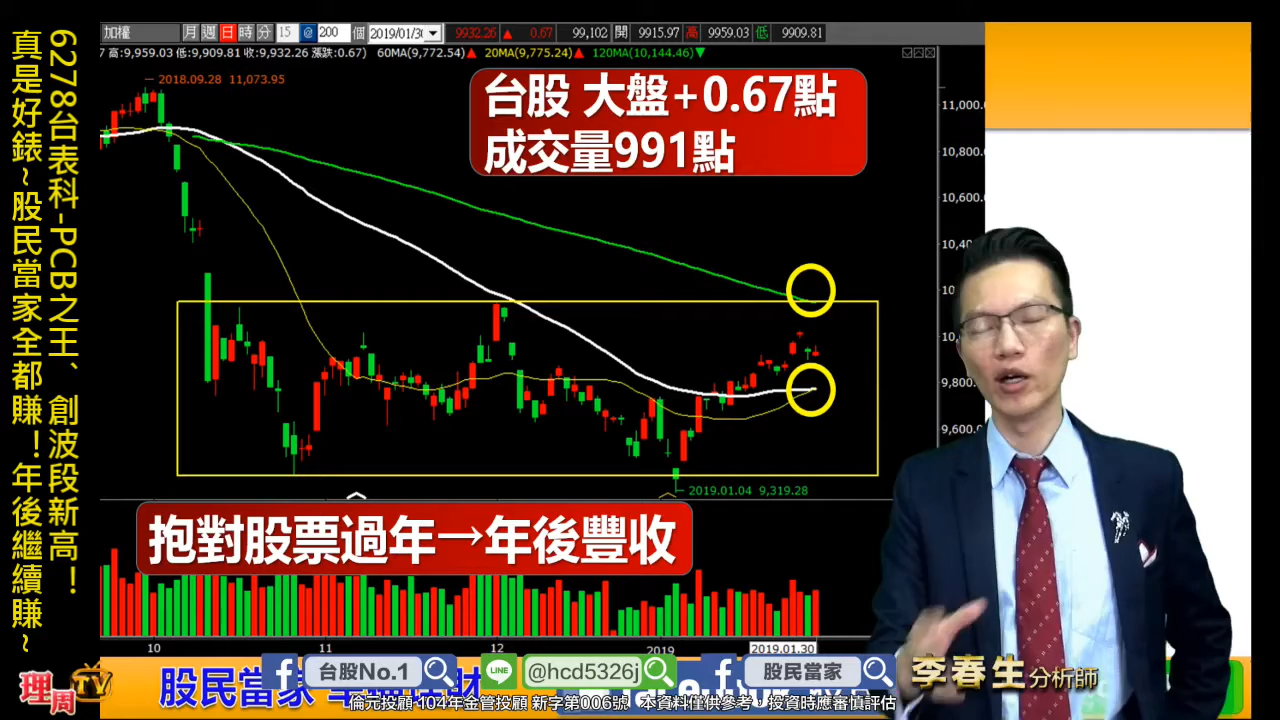 真是好錶~股民當家全都賺！年後繼續賺~
6278台表科-PCB之王、創波段新高！
加權 月 週 日 時 分 15 @ 200 個 2019/01/30 9932.26 ▲ 0.67 99,102 開 9915.97 高 9959.03 低 9909.81
7 高:9,959.03 低:9,909.81 收:9,932.26 漲跌:0.67) 60MA(9,772.54)▲ 20MA(9,775.24)▲ 120MA(10,144.46)▼
2018.09.28 11,073.95
台股 大盤+0.67點
成交量991點
11,000.
10,800.
10,600.
10,40
10,
10,0
9,800.
9,600.
2019.01.04 9,319.28
抱對股票過年→年後豐收
10 11 12 2019 2019.01.30
理周TV
股民當家
台股No.1
LINE
@hcd5326j
股民當家
李春生分析師
倫元投顧 104年金管投顧 新字第006號 本資料僅供參考，投資時應審慎評估